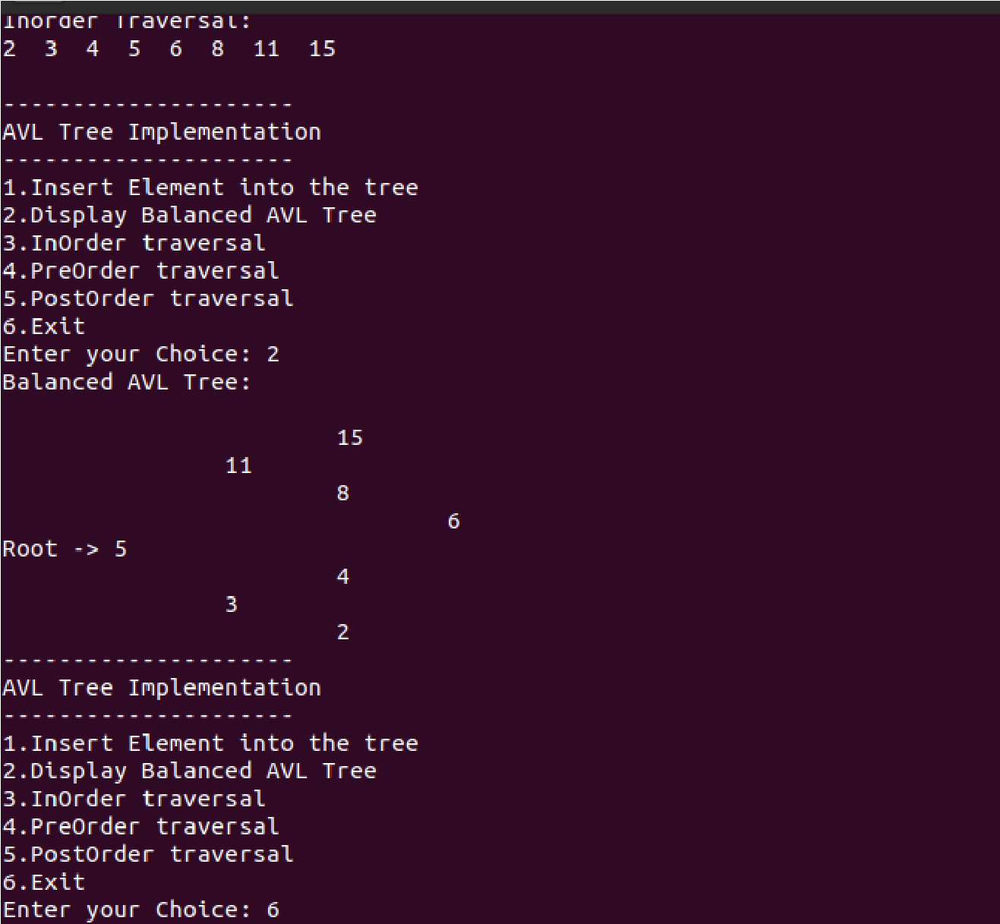 Inorder Traversal:
2  3  4  5  6  8  11  15
---------------------
AVL Tree Implementation
---------------------
1.Insert Element into the tree
2.Display Balanced AVL Tree
3.InOrder traversal
4.PreOrder traversal
5.PostOrder traversal
6.Exit
Enter your Choice: 2
Balanced AVL Tree:
15
11
8
6
Root -> 5
4
3
2
---------------------
AVL Tree Implementation
---------------------
1.Insert Element into the tree
2.Display Balanced AVL Tree
3.InOrder traversal
4.PreOrder traversal
5.PostOrder traversal
6.Exit
Enter your Choice: 6